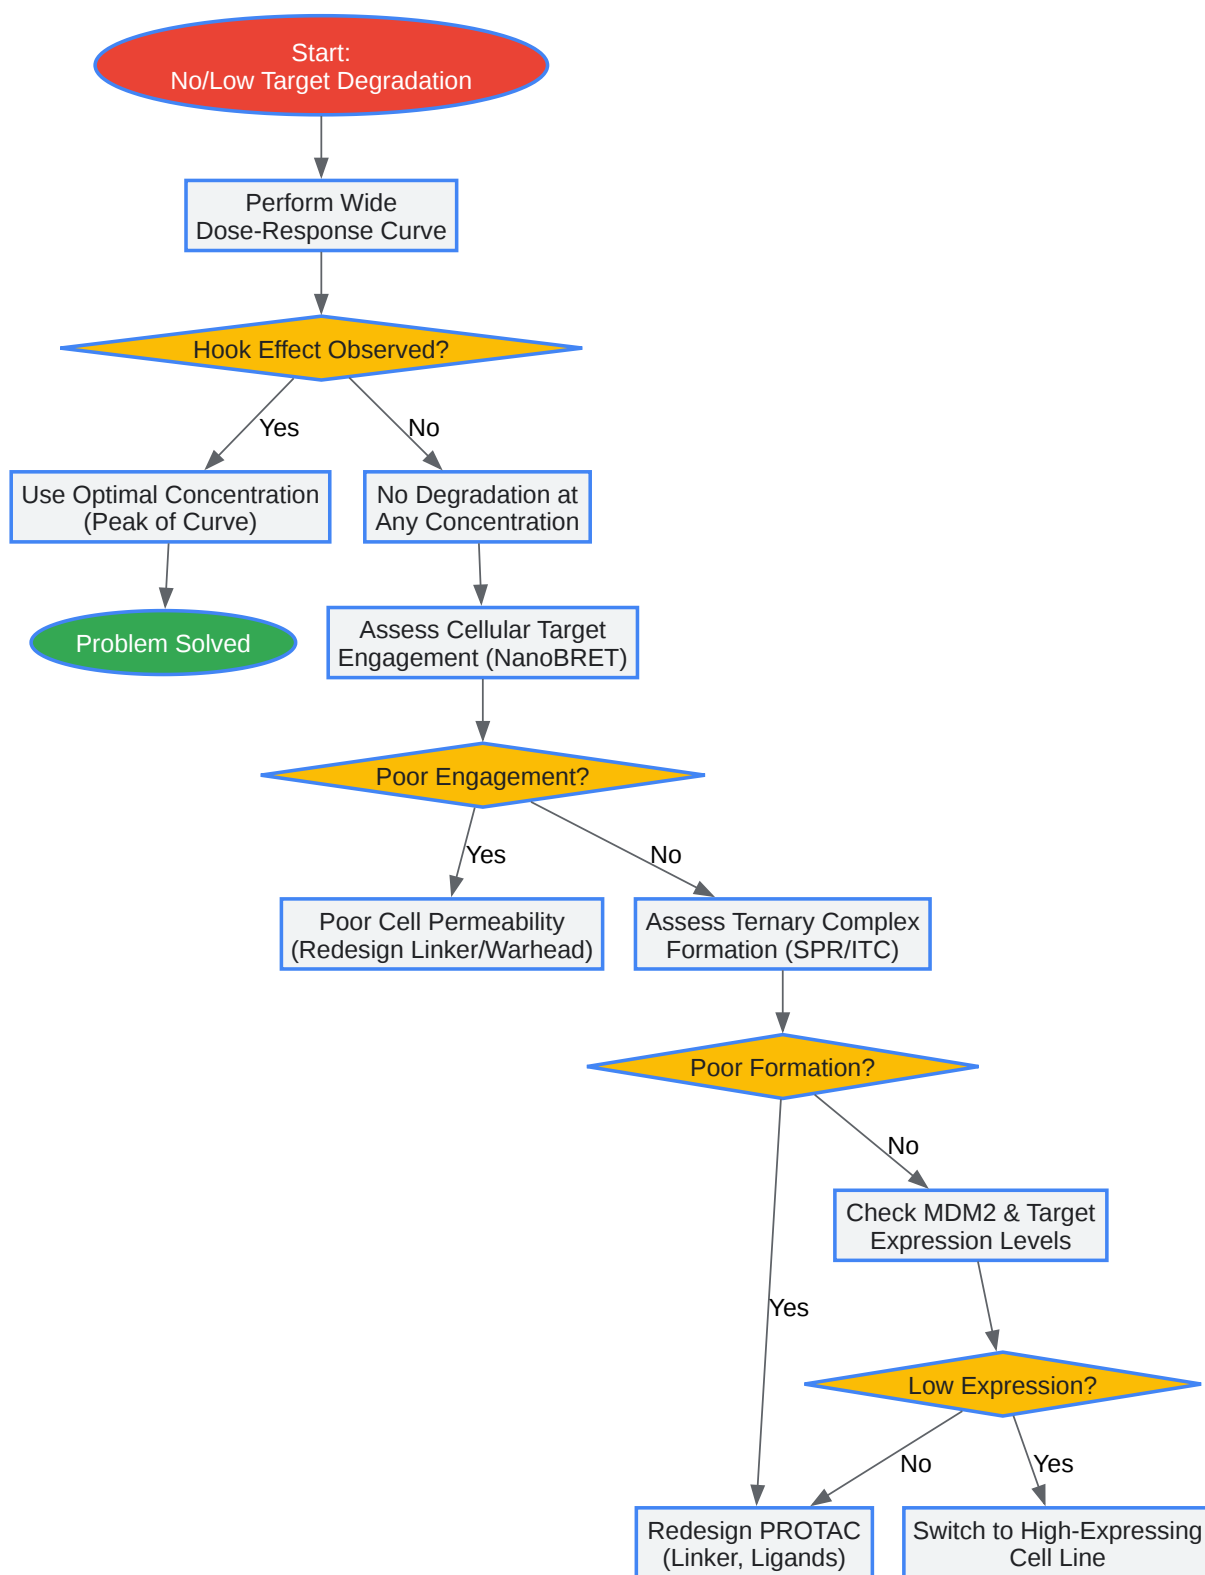 Start:
No/Low Target Degradation
Perform Wide
Dose-Response Curve
Hook Effect Observed?
Yes
No
Use Optimal Concentration
(Peak of Curve)
No Degradation at
Any Concentration
Problem Solved
Assess Cellular Target
Engagement (NanoBRET)
Poor Engagement?
Yes
No
Poor Cell Permeability
(Redesign Linker/Warhead)
Assess Ternary Complex
Formation (SPR/ITC)
Poor Formation?
No
Check MDM2 & Target
Expression Levels
Yes
Low Expression?
No
Yes
Redesign PROTAC
(Linker, Ligands)
Switch to High-Expressing
Cell Line